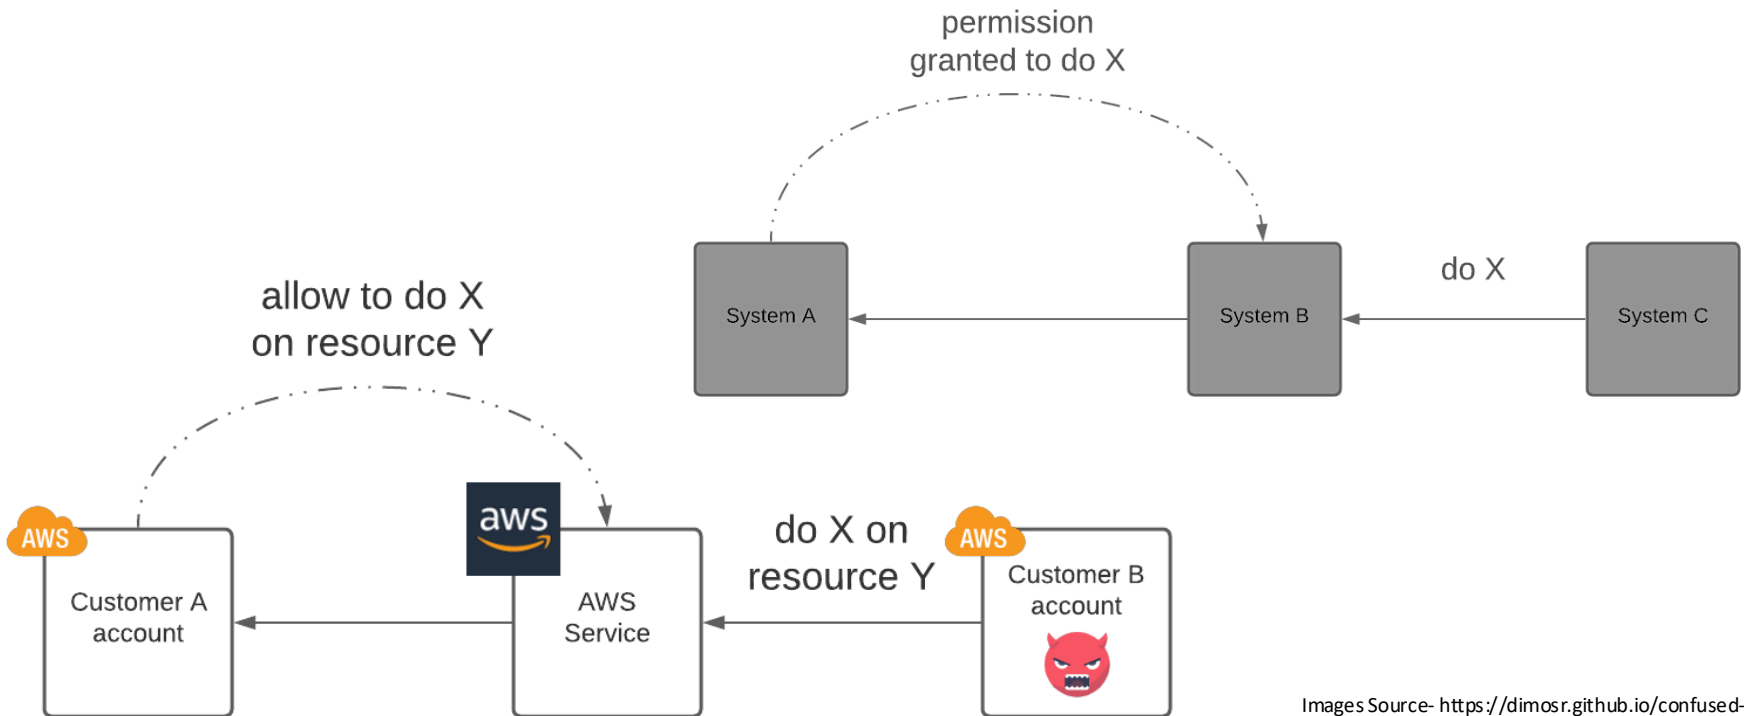 permission
granted to do X
System A
System B
do X
System C
allow to do X
on resource Y
AWS
Customer A
account
aws
AWS
Service
do X on
resource Y
AWS
Customer B
account
Images Source- https://dimosr.github.io/confused-